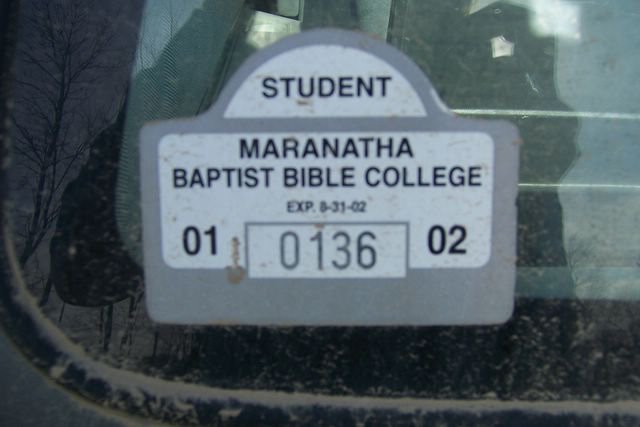 STUDENT
MARANATHA
BAPTIST BIBLE COLLEGE
EXP. 8-31-02
01 0136 02